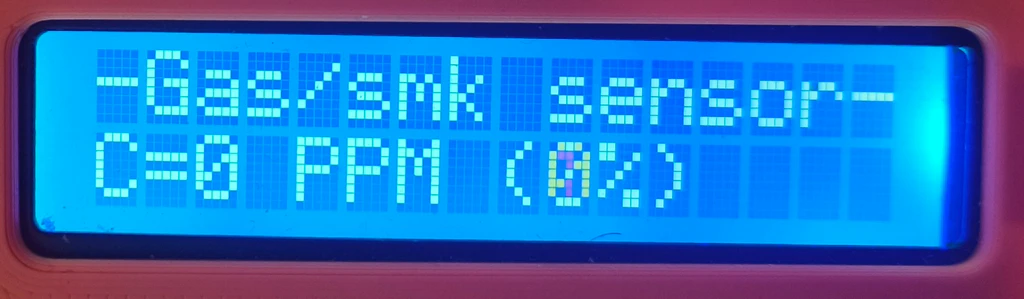 -Gas/smk sensor-
C=0 PPM (0%)